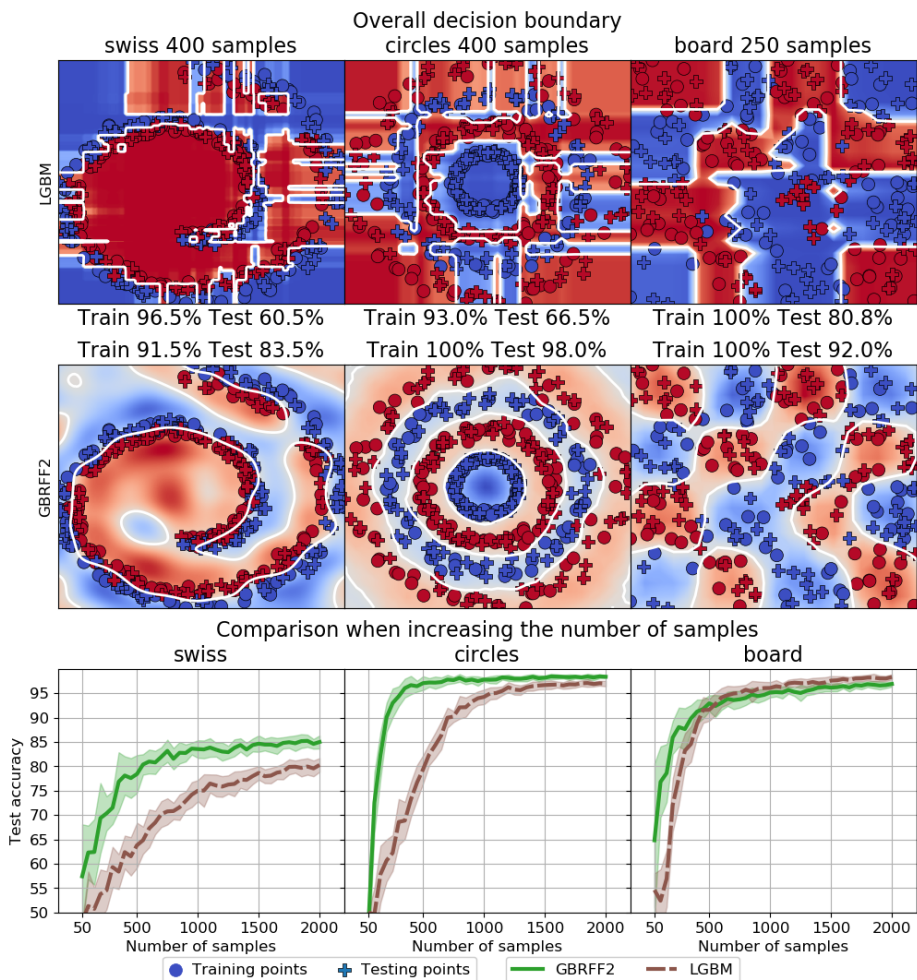 Overall decision boundary
swiss 400 samples circles 400 samples board 250 samples
LGBM
Train 96.5% Test 60.5% Train 93.0% Test 66.5% Train 100% Test 80.8%
Train 91.5% Test 83.5% Train 100% Test 98.0% Train 100% Test 92.0%
GBRFF2
Comparison when increasing the number of samples
swiss circles board
Test accuracy
95
90
85
80
75
70
65
60
55
50
50 500 1000 1500 2000 50 500 1000 1500 2000 50 500 1000 1500 2000
Number of samples Number of samples Number of samples
Training points Testing points GBRFF2 LGBM